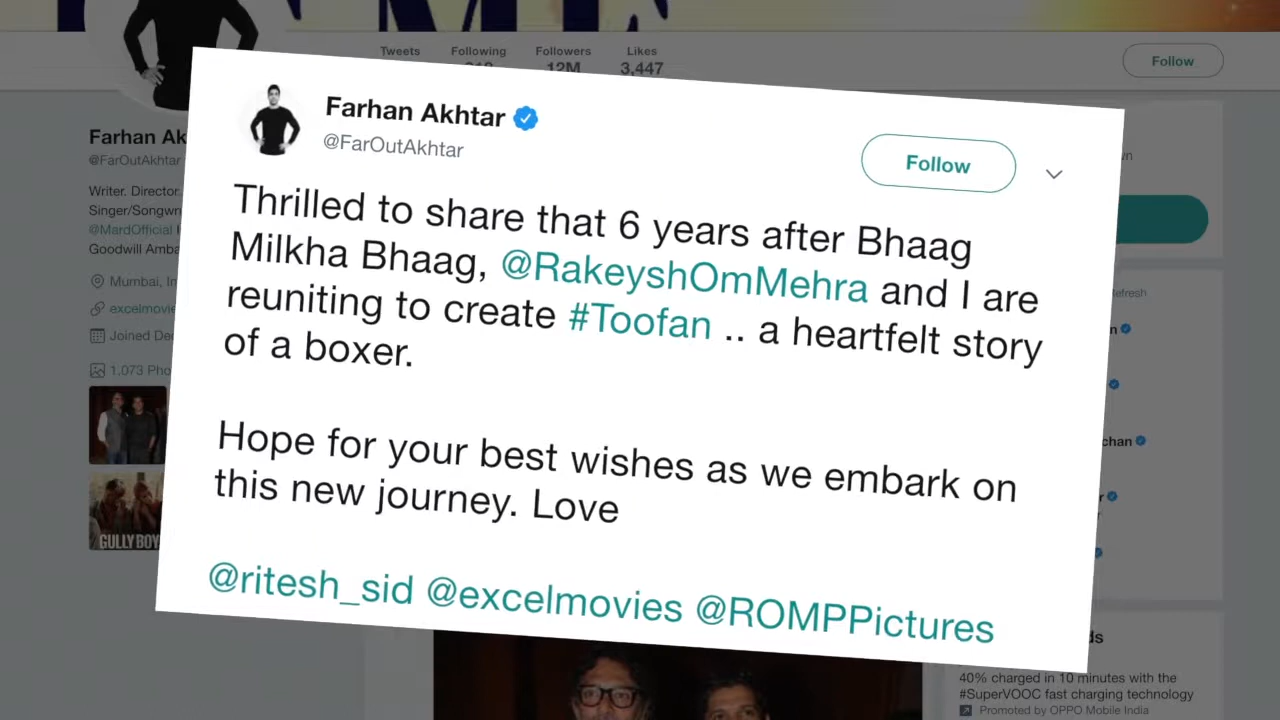 Tweets
Following
Followers
Likes
12M
3,447
Follow
Farhan Akhtar
@FarOutAkhtar
Follow
Thrilled to share that 6 years after Bhaag
Milkha Bhaag, @RakeyshOmMehra and I are
reuniting to create #Toofan .. a heartfelt story
of a boxer.
Hope for your best wishes as we embark on
this new journey. Love
@ritesh_sid @excelmovies @ROMPPictures
Farhan Ak
@FarOutAkhtar
Writer. Director.
Singer/Songwri
@MardOfficial
Goodwill Amba
Mumbai, In
excelmovie
Joined De
1,073 Pho
GULLY BOY
chan
40% charged in 10 minutes with the
#SuperVOOC fast charging technology
Promoted by OPPO Mobile India